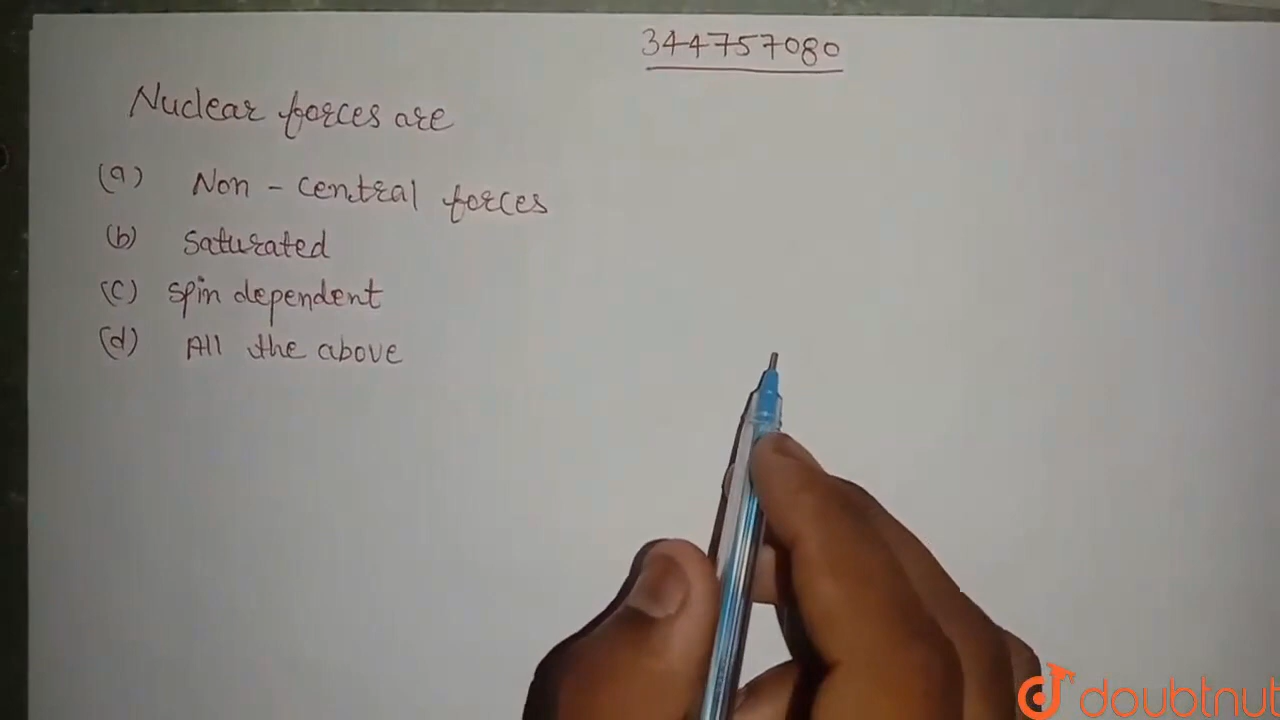 344757080
Nuclear forces are
(a) Non - central forces
(b) Saturated
(c) Spin dependent
(d) All the above
doubtnut